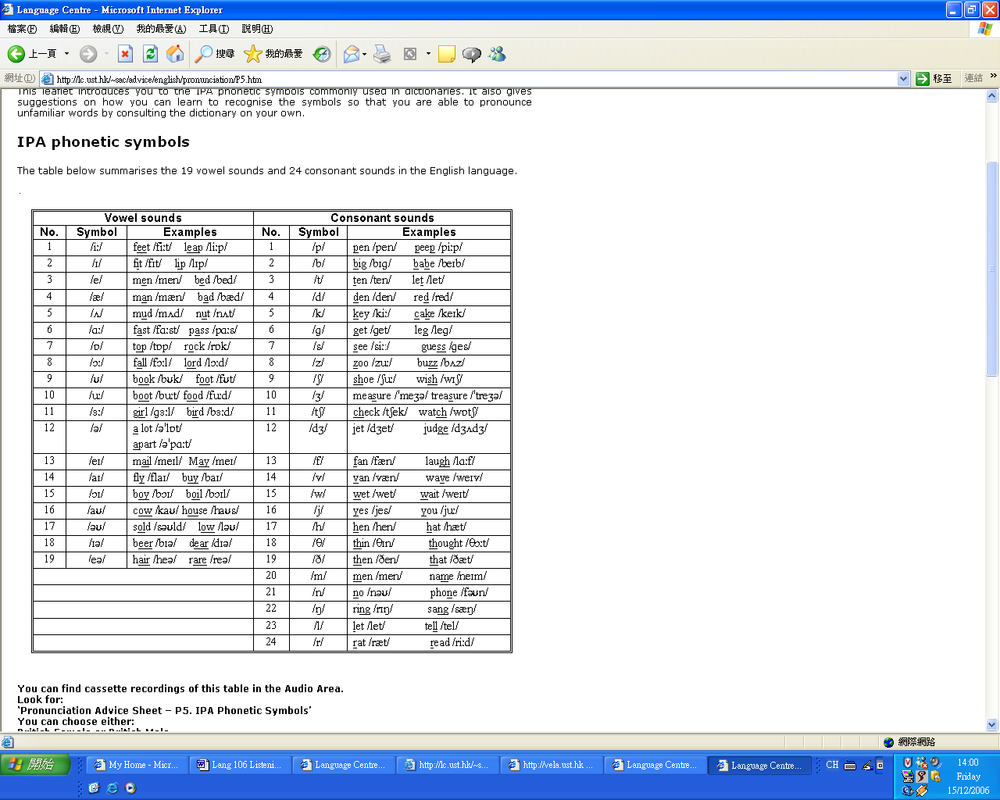 Language Centre - Microsoft Internet Explorer
檔案(F) 編輯(E) 檢視(V) 我的最愛(A) 工具(T) 說明(H)
上一頁 搜尋 我的最愛
網址(D) http://lc.ust.hk/~sac/advice/english/pronunciation/P5.htm 移至 連結 »
This leaflet introduces you to the IPA phonetic symbols commonly used in dictionaries. It also gives
suggestions on how you can learn to recognise the symbols so that you are able to pronounce
unfamiliar words by consulting the dictionary on your own.
IPA phonetic symbols
The table below summarises the 19 vowel sounds and 24 consonant sounds in the English language.
.
Vowel sounds Consonant sounds
No. Symbol Examples No. Symbol Examples
1 /iː/ feet /fiːt/ leap /liːp/ 1 /p/ pen /pen/ peep /piːp/
2 /ɪ/ fit /fɪt/ lip /lɪp/ 2 /b/ big /bɪɡ/ babe /beɪb/
3 /e/ men /men/ bed /bed/ 3 /t/ ten /ten/ let /let/
4 /æ/ man /mæn/ bad /bæd/ 4 /d/ den /den/ red /red/
5 /ʌ/ mud /mʌd/ nut /nʌt/ 5 /k/ key /kiː/ cake /keɪk/
6 /ɑː/ fast /fɑːst/ pass /pɑːs/ 6 /ɡ/ get /ɡet/ leg /leɡ/
7 /ɒ/ top /tɒp/ rock /rɒk/ 7 /s/ see /siː/ guess /ɡes/
8 /ɔː/ fall /fɔːl/ lord /lɔːd/ 8 /z/ zoo /zuː/ buzz /bʌz/
9 /ʊ/ book /bʊk/ foot /fʊt/ 9 /ʃ/ shoe /ʃuː/ wish /wɪʃ/
10 /uː/ boot /buːt/ food /fuːd/ 10 /ʒ/ measure /ˈmeʒə/ treasure /ˈtreʒə/
11 /ɜː/ girl /ɡɜːl/ bird /bɜːd/ 11 /tʃ/ check /tʃek/ watch /wɒtʃ/
12 /ə/ a lot /əˈlɒt/ 12 /dʒ/ jet /dʒet/ judge /dʒʌdʒ/
apart /əˈpɑːt/
13 /eɪ/ mail /meɪl/ May /meɪ/ 13 /f/ fan /fæn/ laugh /lɑːf/
14 /aɪ/ fly /flaɪ/ buy /baɪ/ 14 /v/ van /væn/ wave /weɪv/
15 /ɔɪ/ boy /bɔɪ/ boil /bɔɪl/ 15 /w/ wet /wet/ wait /weɪt/
16 /aʊ/ cow /kaʊ/ house /haʊs/ 16 /j/ yes /jes/ you /juː/
17 /əʊ/ sold /səʊld/ low /ləʊ/ 17 /h/ hen /hen/ hat /hæt/
18 /ɪə/ beer /bɪə/ dear /dɪə/ 18 /θ/ thin /θɪn/ thought /θɔːt/
19 /eə/ hair /heə/ rare /reə/ 19 /ð/ then /ðen/ that /ðæt/
20 /m/ men /men/ name /neɪm/
21 /n/ no /nəʊ/ phone /fəʊn/
22 /ŋ/ ring /rɪŋ/ sang /sæŋ/
23 /l/ let /let/ tell /tel/
24 /r/ rat /ræt/ read /riːd/
You can find cassette recordings of this table in the Audio Area.
Look for:
‘Pronunciation Advice Sheet – P5. IPA Phonetic Symbols’
You can choose either:
British Female or British Male
網際網路
開始 My Home - Micr... Lang 106 Listeni... Language Centre... http://lc.ust.hk/~s... http://vela.ust.hk ... Language Centre... Language Centre... CH 14:00
Friday
15/12/2006